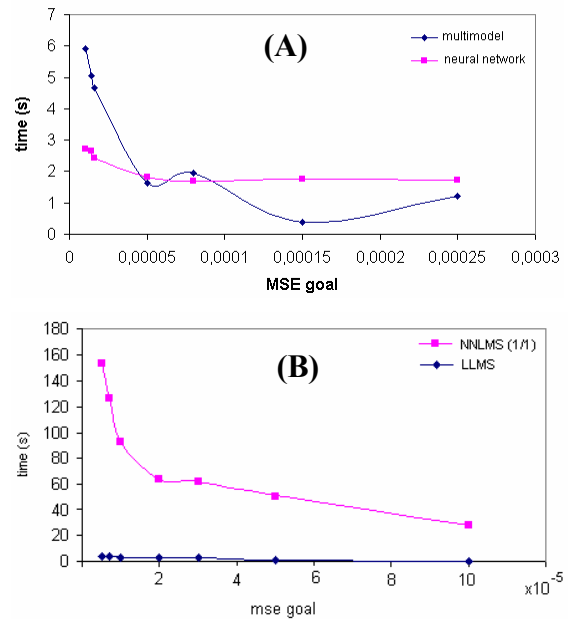 (A)
multimodel
neural network
time (s)
7
6
5
4
3
2
1
0
0 0,00005 0,0001 0,00015 0,0002 0,00025 0,0003
MSE goal
(B)
NNLMS (1/1)
LLMS
time (s)
180
160
140
120
100
80
60
40
20
0
2 4 6 8 10 x10⁻⁵
mse goal